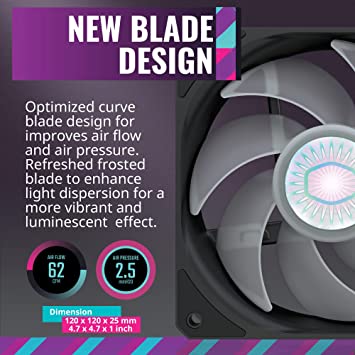 NEW BLADE
DESIGN
Optimized curve
blade design for
improves air flow
and air pressure.
Refreshed frosted
blade to enhance
light dispersion for a
more vibrant and
luminescent effect.
AIR FLOW
62
CFM
AIR PRESSURE
2.5
mmH2O
Dimension
120 x 120 x 25 mm
4.7 x 4.7 x 1 inch